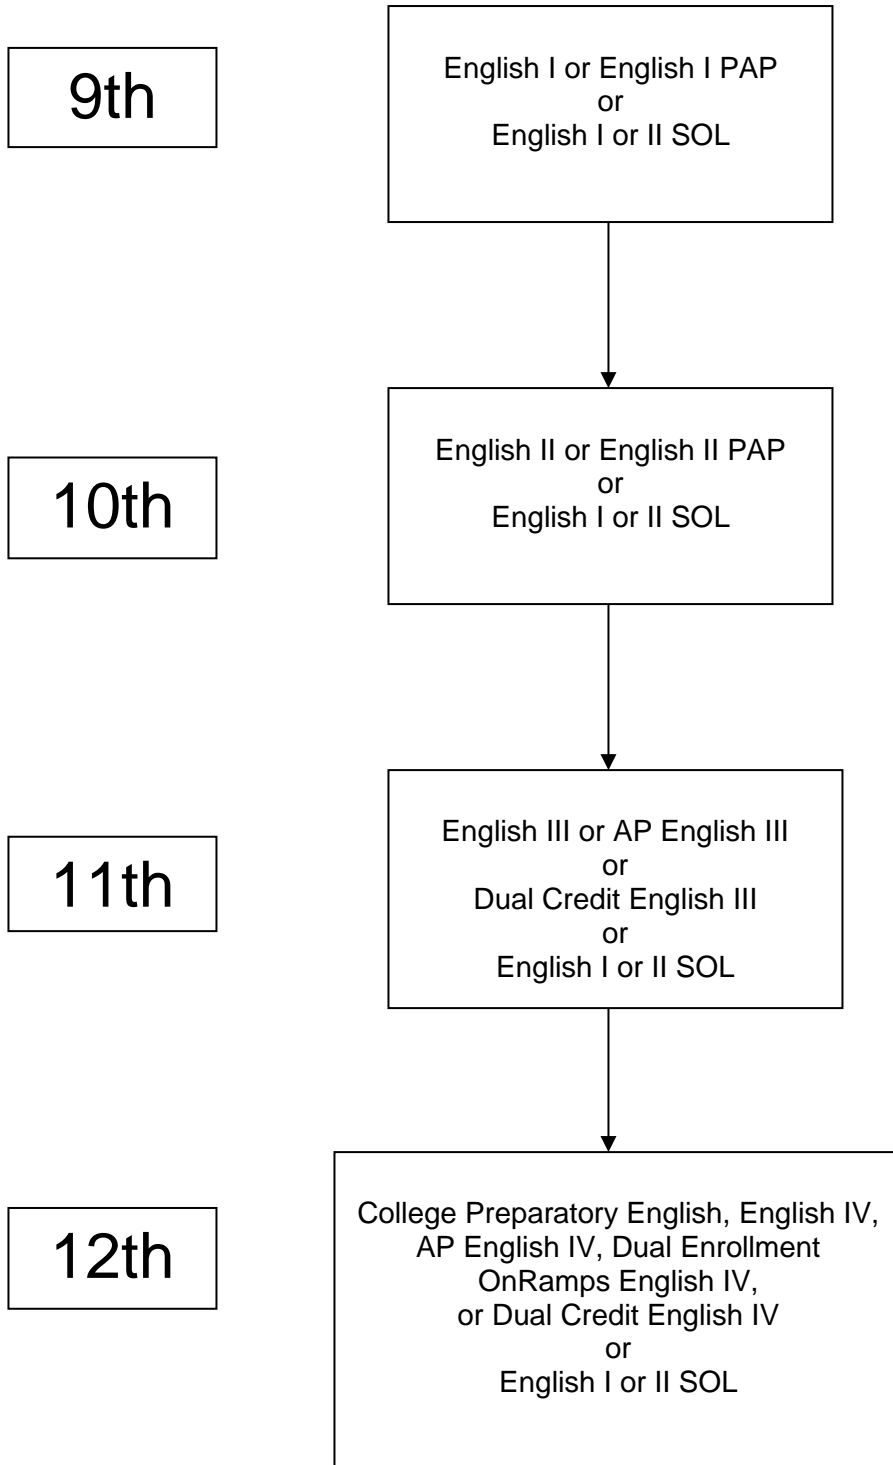 9th
English I or English I PAP
or
English I or II SOL
10th
English II or English II PAP
or
English I or II SOL
11th
English III or AP English III
or
Dual Credit English III
or
English I or II SOL
12th
College Preparatory English, English IV,
AP English IV, Dual Enrollment
OnRamps English IV,
or Dual Credit English IV
or
English I or II SOL